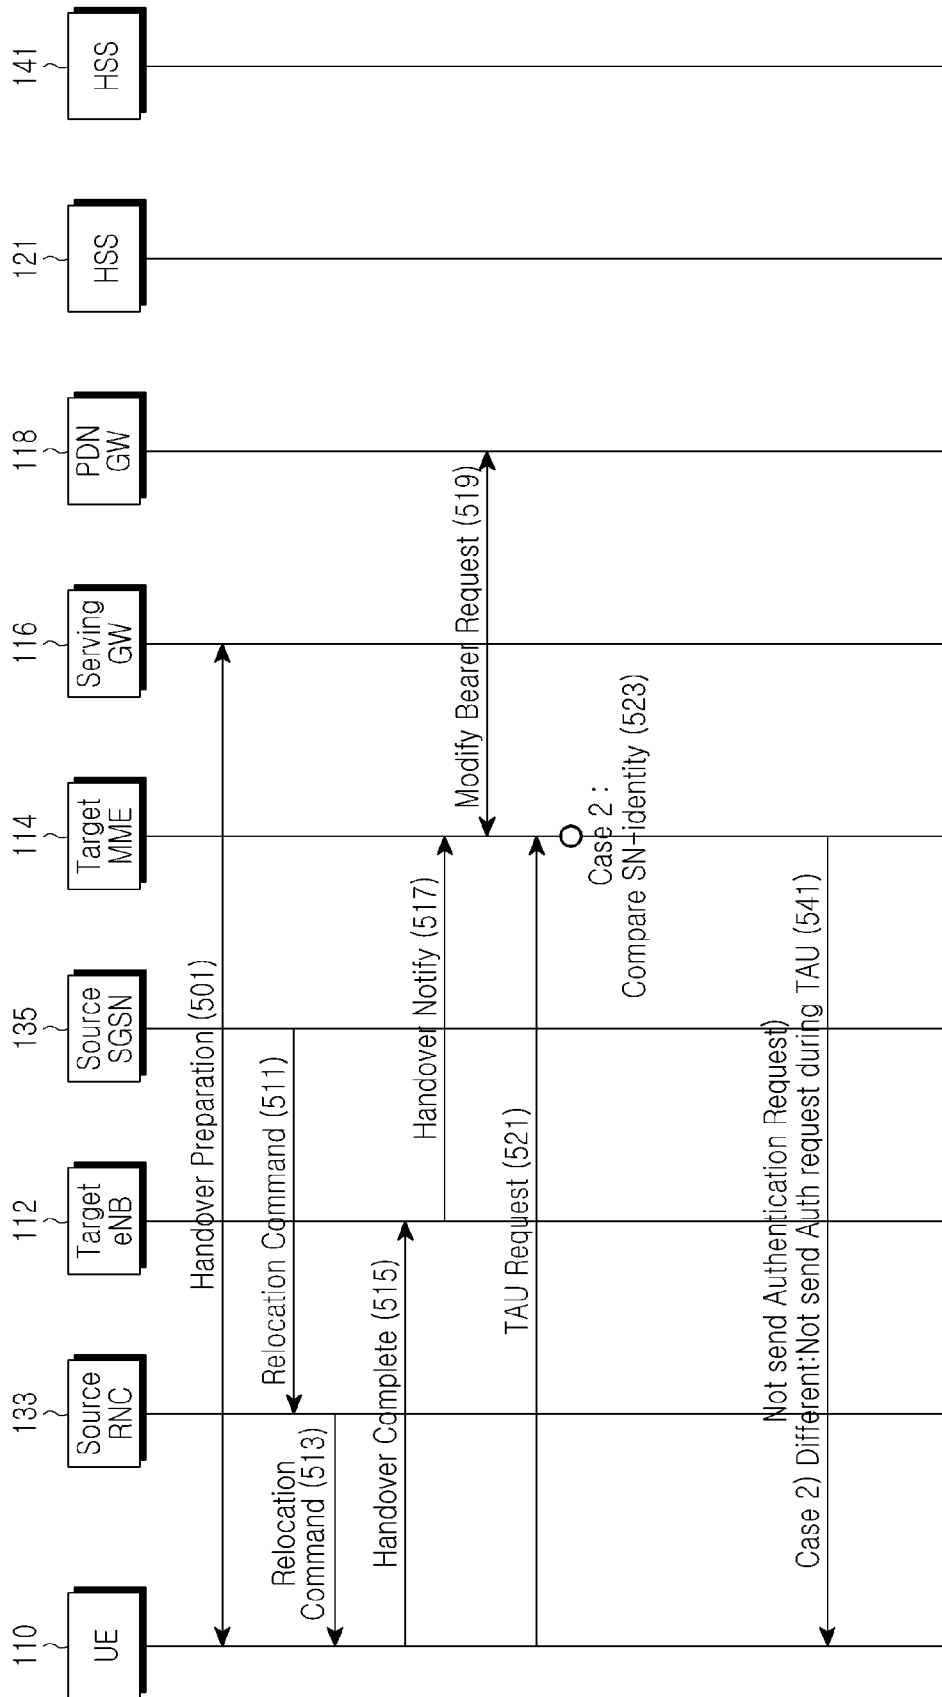 110
133
112
135
114
116
118
121
141
UE
Source
RNC
Target
eNB
Source
SGSN
Target
MME
Serving
GW
PDN
GW
HSS
HSS
Handover Preparation (501)
Relocation Command (511)
Relocation
Command (513)
Handover Complete (515)
Handover Notify (517)
Modify Bearer Request (519)
TAU Request (521)
Case 2 :
Compare SN-identity (523)
Not send Authentication Request)
Case 2) Different:Not send Auth request during TAU (541)